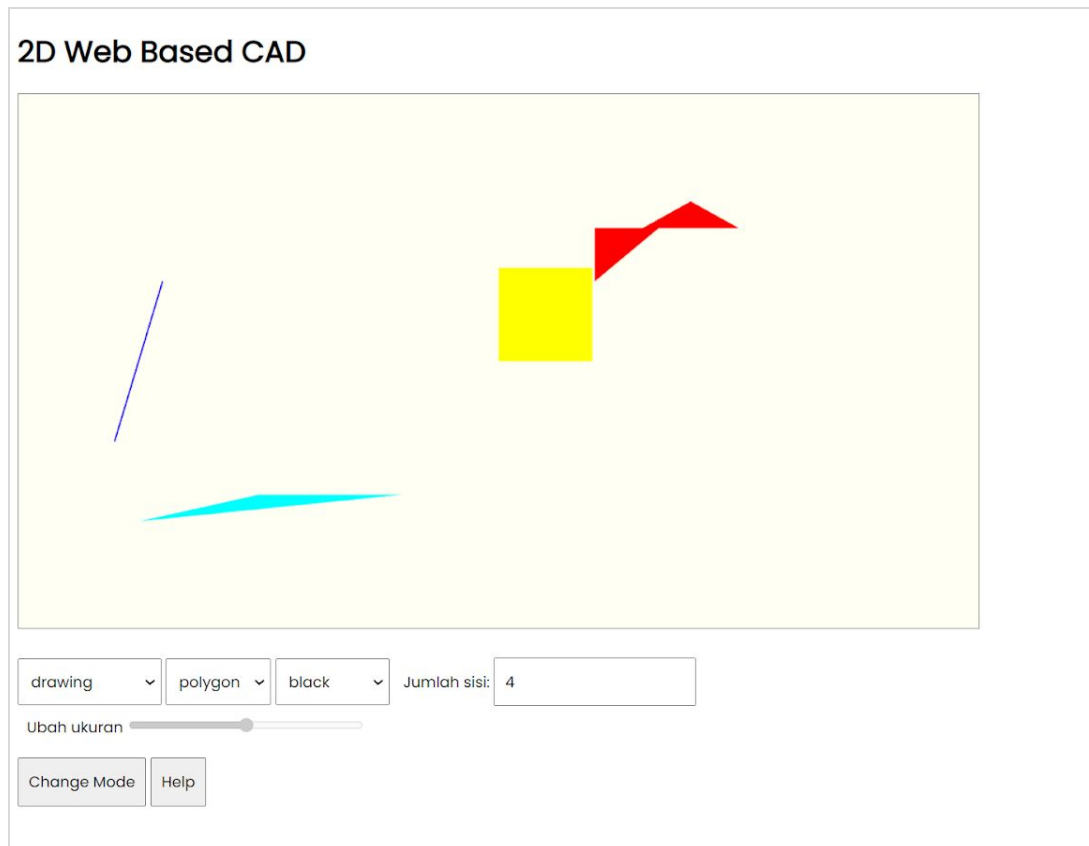 2D Web Based CAD
drawing polygon black Jumlah sisi: 4
Ubah ukuran
Change Mode Help